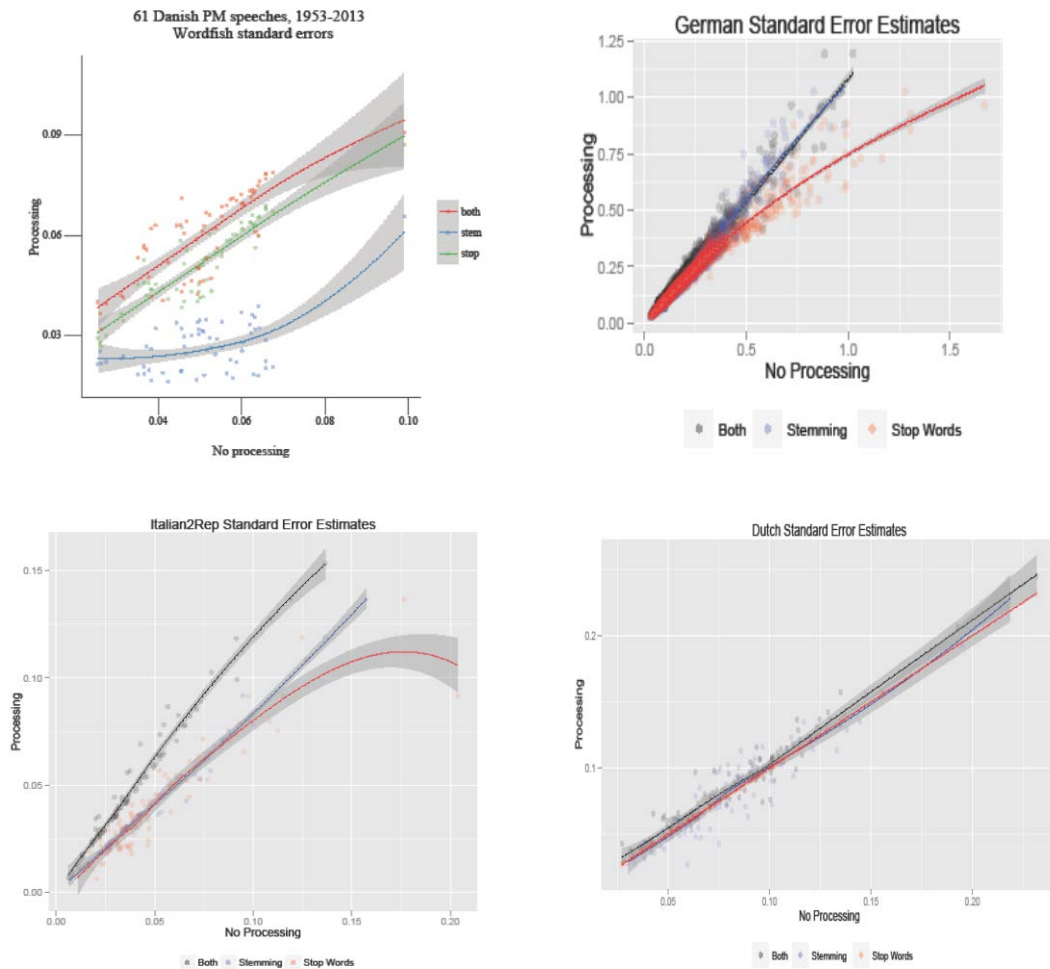 61 Danish PM speeches, 1953-2013
Wordfish standard errors
0.09
0.06
0.03
Processing
0.04
0.06
0.08
0.10
No processing
both
stem
stop
German Standard Error Estimates
1.25
1.00
0.75
0.50
0.25
0.00
Processing
0.0
0.5
1.0
1.5
No Processing
Both
Stemming
Stop Words
Italian2Rep Standard Error Estimates
0.15
0.10
0.05
0.00
Processing
0.00
0.05
0.10
0.15
0.20
No Processing
Both
Stemming
Stop Words
Dutch Standard Error Estimates
0.2
0.1
Processing
0.05
0.10
0.15
0.20
No Processing
Both
Stemming
Stop Words